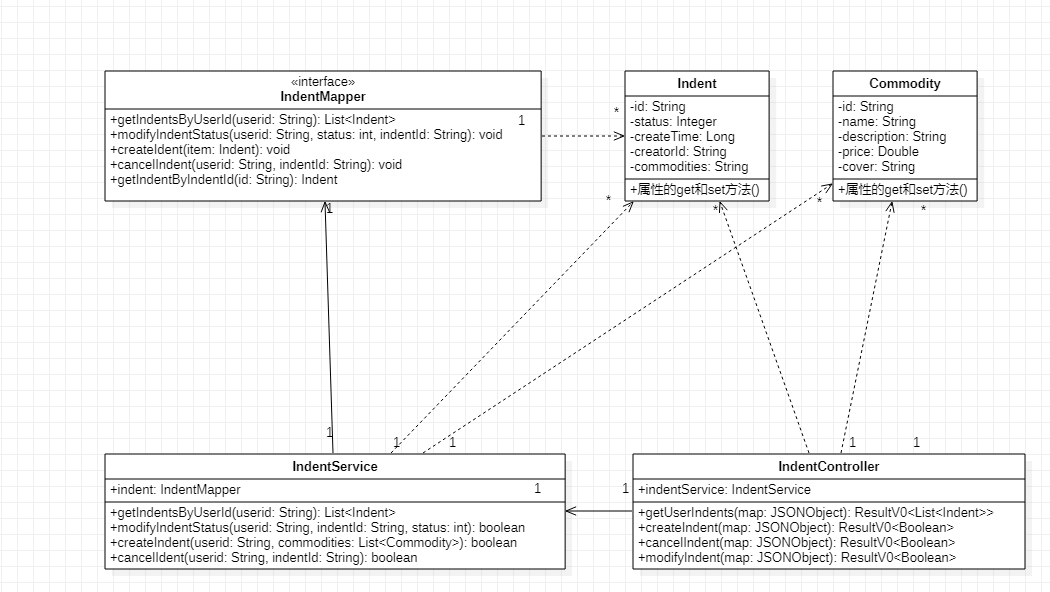 «interface»
IndentMapper
+getIndentsByUserId(userid: String): List<Indent>
+modifyIndentStatus(userid: String, status: int, indentId: String): void
+createIdent(item: Indent): void
+cancelIdent(userid: String, indentId: String): void
+getIndentByIndentId(id: String): Indent
1
*
Indent
-id: String
-status: Integer
-createTime: Long
-creatorId: String
-commodities: String
+属性的get和set方法()
Commodity
-id: String
-name: String
-description: String
-price: Double
-cover: String
+属性的get和set方法()
1
*
*
*
*
1
1
1
1
1
IndentService
+indent: IndentMapper
1
+getIndentsByUserId(userid: String): List<Indent>
+modifyIndentStatus(userid: String, indentId: String, status: int): boolean
+createIndent(userid: String, commodities: List<Commodity>): boolean
+cancelIdent(userid: String, indentId: String): boolean
1
IndentController
+indentService: IndentService
+getUserIndents(map: JSONObject): ResultV0<List<Indent>>
+createIndent(map: JSONObject): ResultV0<Boolean>
+cancelIndent(map: JSONObject): ResultV0<Boolean>
+modifyIndent(map: JSONObject): ResultV0<Boolean>